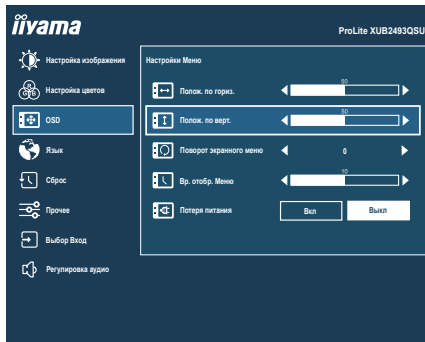 iiyama
ProLite XUB2493QSU
Настройка изображения
Настройка цветов
OSD
Язык
Сброс
Прочее
Выбор Вход
Регулировка аудио
Настройки Меню
Полож. по гориз.
50
Полож. по верт.
50
Поворот экранного меню
0
Вр. отобр. Меню
10
Потеря питания
Вкл
Выкл